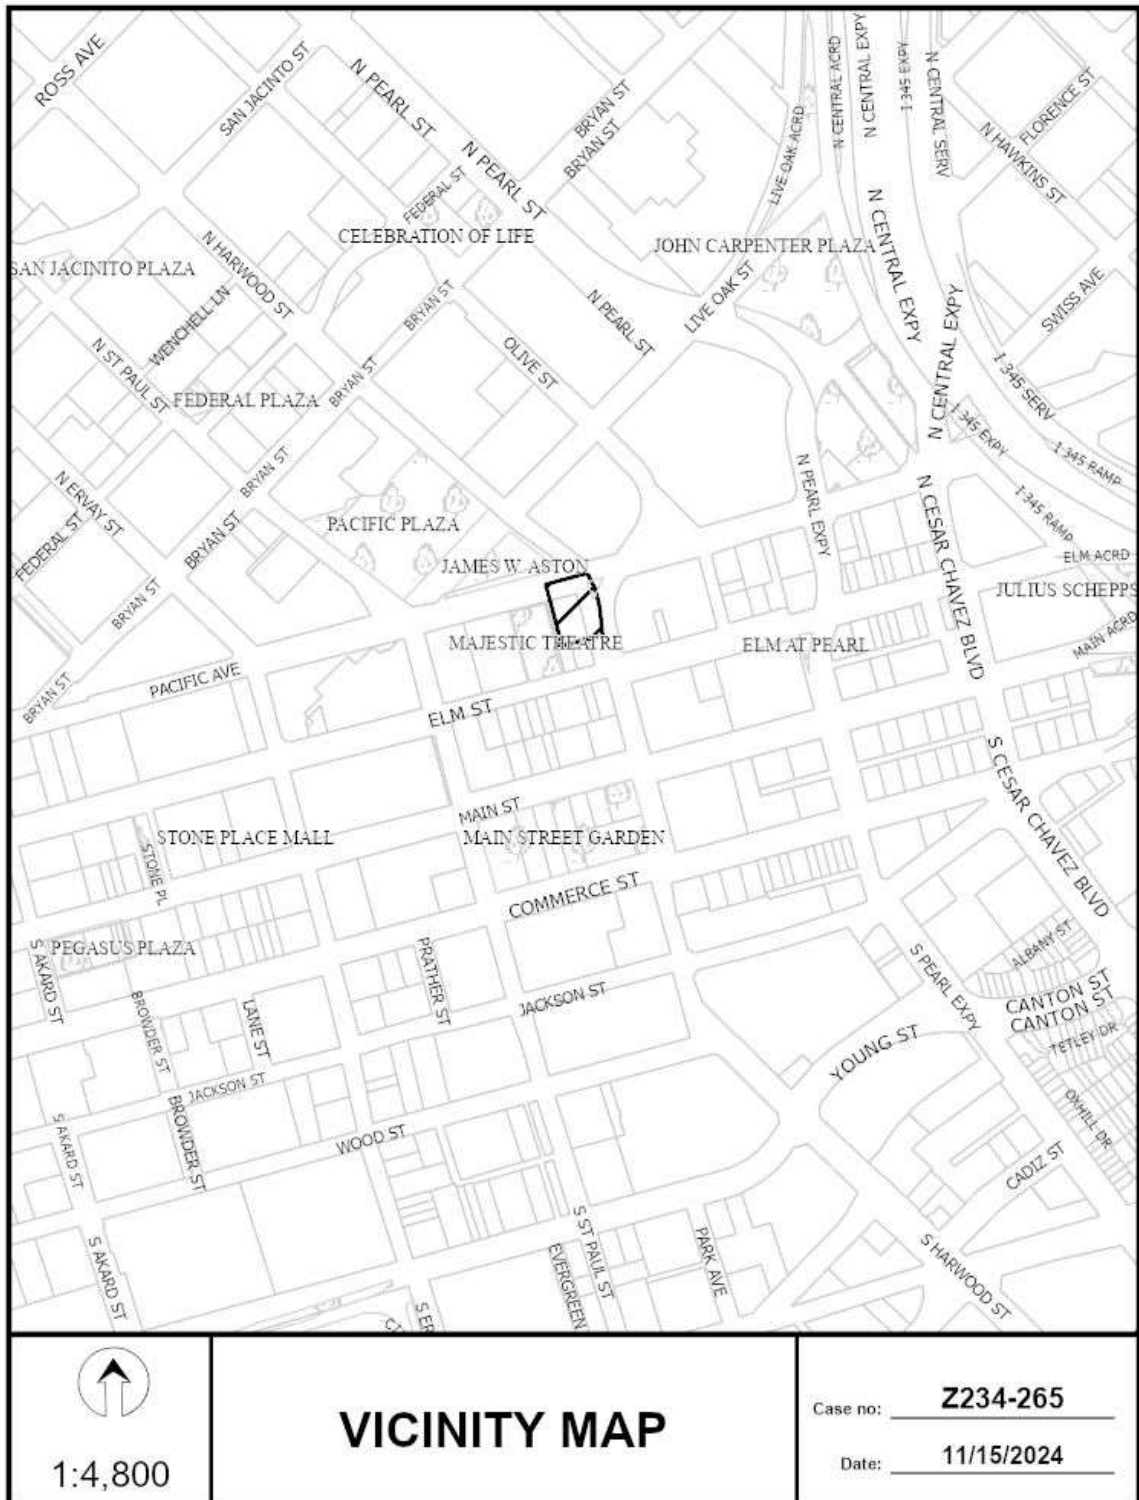 ROSS AVE
SAN JACINTO ST
N PEARL ST
BRYAN ST
BRYAN ST
LIVE OAK ACRD
N CENTRAL ACRD
N CENTRAL EXPY
I 345 EXPY
N CENTRAL SERV
FLORENCE ST
N HAWKINS ST
N PEARL ST
FEDERAL ST
CELEBRATION OF LIFE
JOHN CARPENTER PLAZA
N CENTRAL EXPY
SAN JACINITO PLAZA
N HARWOOD ST
WENCHELL LN
BRYAN ST
N PEARL ST
LIVE OAK ST
SWISS AVE
N CENTRAL EXPY
N ST PAUL ST
FEDERAL PLAZA
BRYAN ST
OLIVE ST
I 345 SERV
I 345 EXPY
I 345 RAMP
N ERVAY ST
BRYAN ST
N PEARL EXPY
N CESAR CHAVEZ BLVD
I-345 RAMP
FEDERAL ST
BRYAN ST
PACIFIC PLAZA
JAMES W. ASTON
ELM ACRD
JULIUS SCHEPPS
BRYAN ST
MAJESTIC THEATRE
ELM AT PEARL
MAIN ACRD
BRYAN ST
PACIFIC AVE
ELM ST
S CESAR CHAVEZ BLVD
MAIN ST
STONE PLACE MALL
MAIN STREET GARDEN
STONE PL
COMMERCE ST
PEGASUS PLAZA
S AKARD ST
PRATHER ST
ALBANY ST
S PEARL EXPY
BROWDER ST
LANE ST
JACKSON ST
CANTON ST
CANTON ST
TETLEY DR
YOUNG ST
JACKSON ST
BROWDER ST
OXHILL DR
S AKARD ST
WOOD ST
CADIZ ST
S AKARD ST
S ST PAUL ST
EVERGREEN
PARK AVE
S HARWOOD ST
S ER
1:4,800
VICINITY MAP
Case no: Z234-265
Date: 11/15/2024